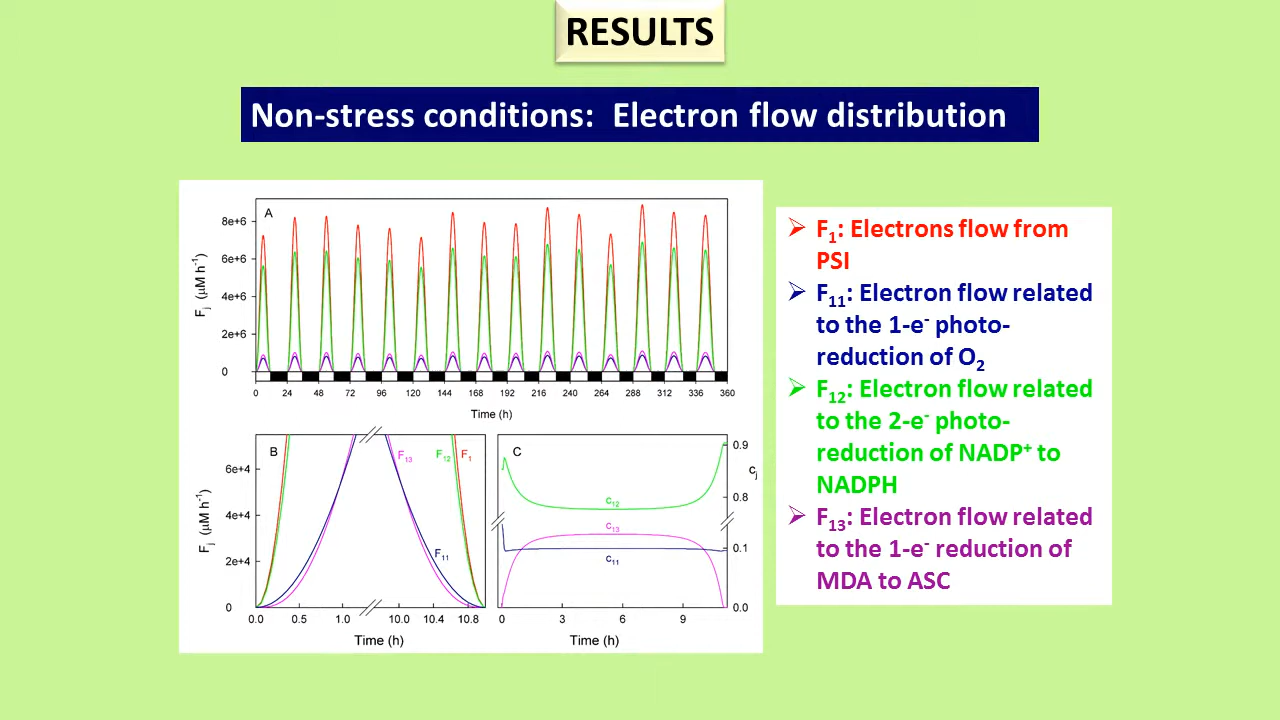 RESULTS
Non-stress conditions: Electron flow distribution
A
8e+6
6e+6
4e+6
2e+6
0
Fj (μM h-1)
0 24 48 72 96 120 144 168 192 216 240 264 288 312 336 360
Time (h)
B
F13
F12
F1
F11
6e+4
4e+4
2e+4
0
Fj (μM h-1)
0.0 0.5 1.0 10.0 10.4 10.8
Time (h)
C
0.9
cj
0.8
0.1
0.0
c12
c13
c11
0 3 6 9
Time (h)
➢ F1: Electrons flow from
PSI
➢ F11: Electron flow related
to the 1-e- photo-
reduction of O2
➢ F12: Electron flow related
to the 2-e- photo-
reduction of NADP+ to
NADPH
➢ F13: Electron flow related
to the 1-e- reduction of
MDA to ASC